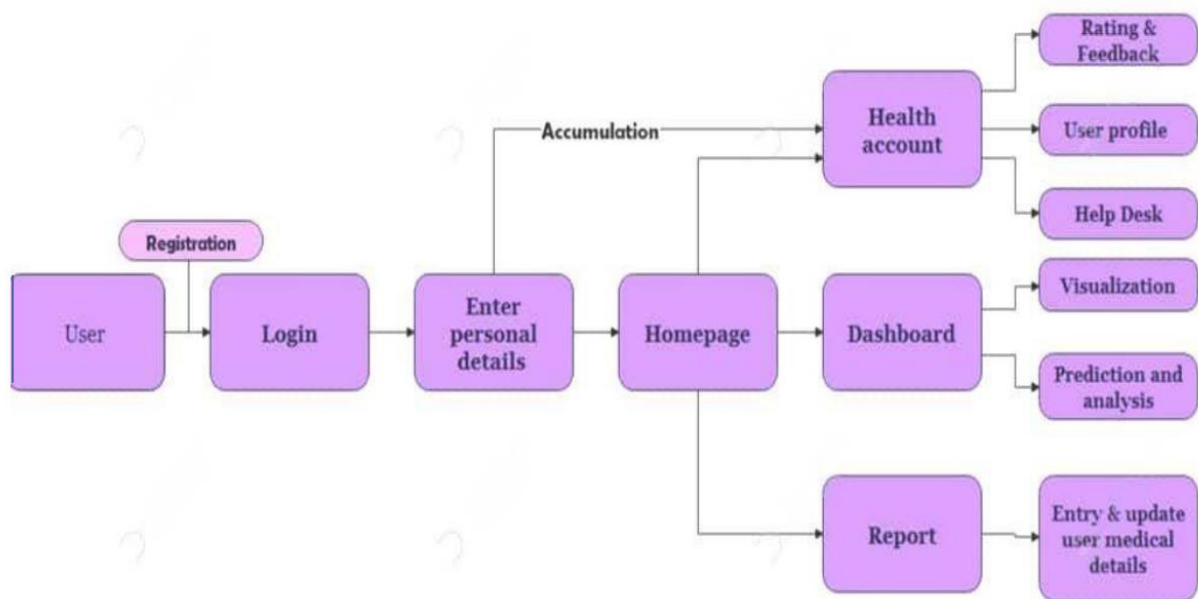 Rating &
Feedback
Accumulation
Health
account
User profile
Help Desk
Registration
User
Login
Enter
personal
details
Homepage
Dashboard
Visualization
Prediction and
analysis
Report
Entry & update
user medical
details